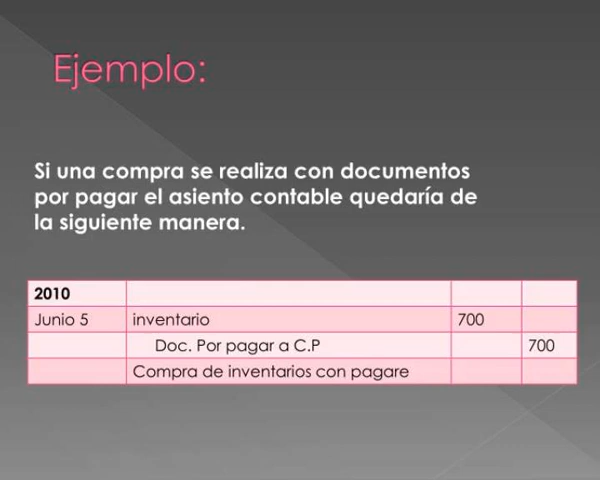 Ejemplo:
Si una compra se realiza con documentos
por pagar el asiento contable quedaría de
la siguiente manera.
2010
Junio 5 inventario 700
Doc. Por pagar a C.P 700
Compra de inventarios con pagare